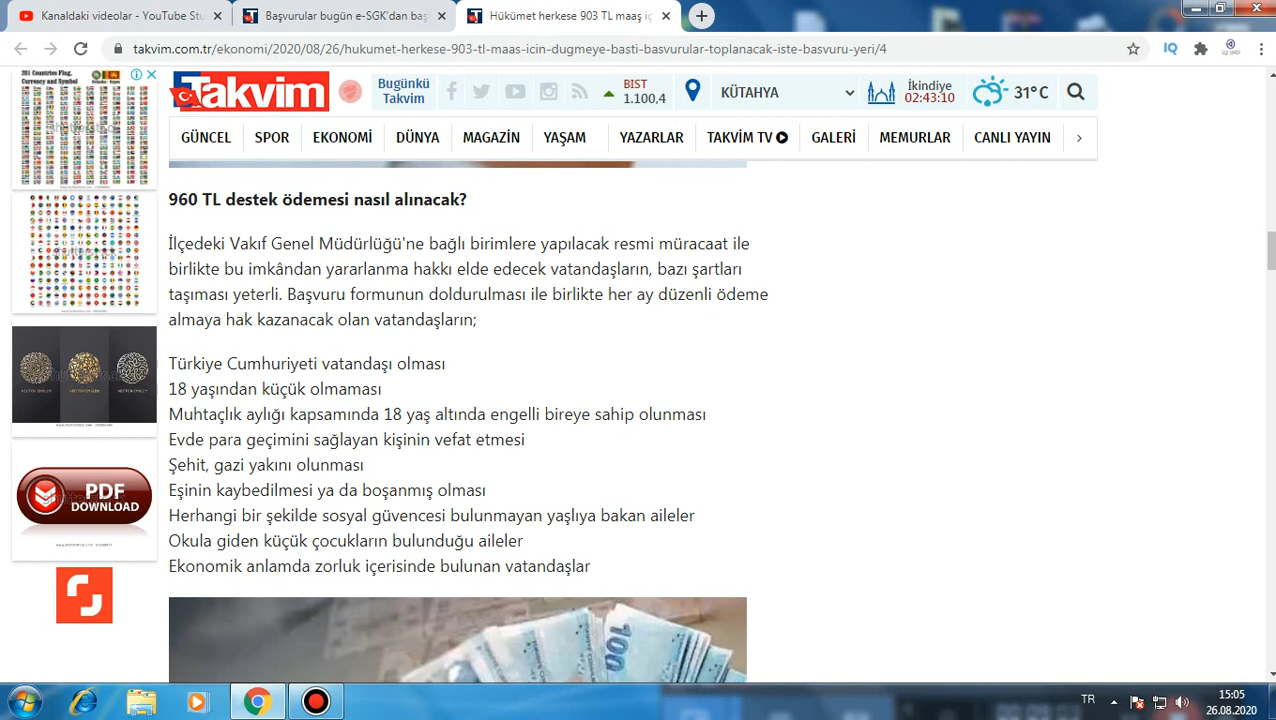 Kanaldaki videolar - YouTube Stu
Başvurular bugün e-SGK'dan baş
Hükümet herkese 903 TL maaş iç
takvim.com.tr/ekonomi/2020/08/26/hukumet-herkese-903-tl-maas-icin-dugmeye-basti-basvurular-toplanacak-iste-basvuru-yeri/4
IQ
201 Countries Flag,
Currency and Symbol
Takvim
Bugünkü
Takvim
BIST
1.100,4
KÜTAHYA
İkindiye
02:43:10
31°C
GÜNCEL SPOR EKONOMİ DÜNYA MAGAZİN YAŞAM YAZARLAR TAKVİM TV GALERİ MEMURLAR CANLI YAYIN
960 TL destek ödemesi nasıl alınacak?
İlçedeki Vakıf Genel Müdürlüğü'ne bağlı birimlere yapılacak resmi müracaat ile
birlikte bu imkândan yararlanma hakkı elde edecek vatandaşların, bazı şartları
taşıması yeterli. Başvuru formunun doldurulması ile birlikte her ay düzenli ödeme
almaya hak kazanacak olan vatandaşların;
Türkiye Cumhuriyeti vatandaşı olması
18 yaşından küçük olmaması
Muhtaçlık aylığı kapsamında 18 yaş altında engelli bireye sahip olunması
Evde para geçimini sağlayan kişinin vefat etmesi
Şehit, gazi yakını olunması
Eşinin kaybedilmesi ya da boşanmış olması
Herhangi bir şekilde sosyal güvencesi bulunmayan yaşlıya bakan aileler
Okula giden küçük çocukların bulunduğu aileler
Ekonomik anlamda zorluk içerisinde bulunan vatandaşlar
PDF
DOWNLOAD
100
TR
15:05
26.08.2020